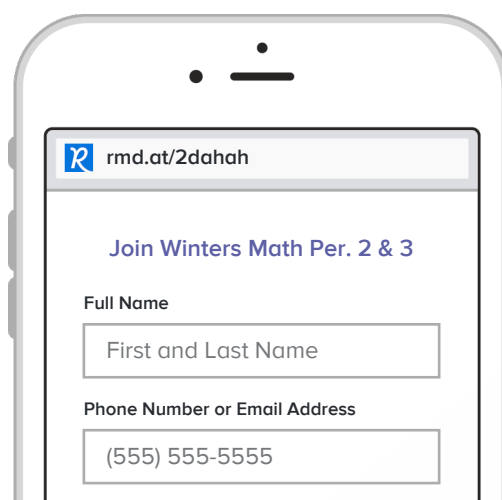 rmd.at/2dahah
Join Winters Math Per. 2 & 3
Full Name
First and Last Name
Phone Number or Email Address
(555) 555-5555